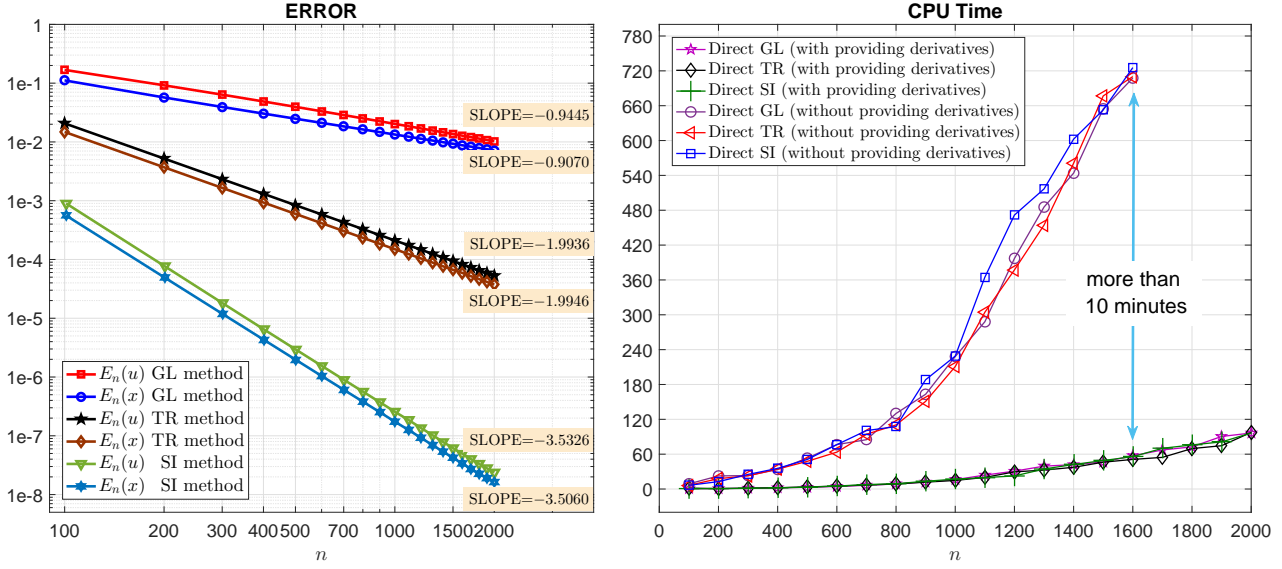 ERROR
1
1e-1
1e-2
1e-3
1e-4
1e-5
1e-6
1e-7
1e-8
SLOPE=−0.9445
SLOPE=−0.9070
SLOPE=−1.9936
SLOPE=−1.9946
SLOPE=−3.5326
SLOPE=−3.5060
E_n(u) GL method
E_n(x) GL method
E_n(u) TR method
E_n(x) TR method
E_n(u) SI method
E_n(x) SI method
100 200 300 400 500 700 1000 1500 2000
n
CPU Time
780
720
660
600
540
480
420
360
300
240
180
120
60
0
Direct GL (with providing derivatives)
Direct TR (with providing derivatives)
Direct SI (with providing derivatives)
Direct GL (without providing derivatives)
Direct TR (without providing derivatives)
Direct SI (without providing derivatives)
more than
10 minutes
0 200 400 600 800 1000 1200 1400 1600 1800 2000
n